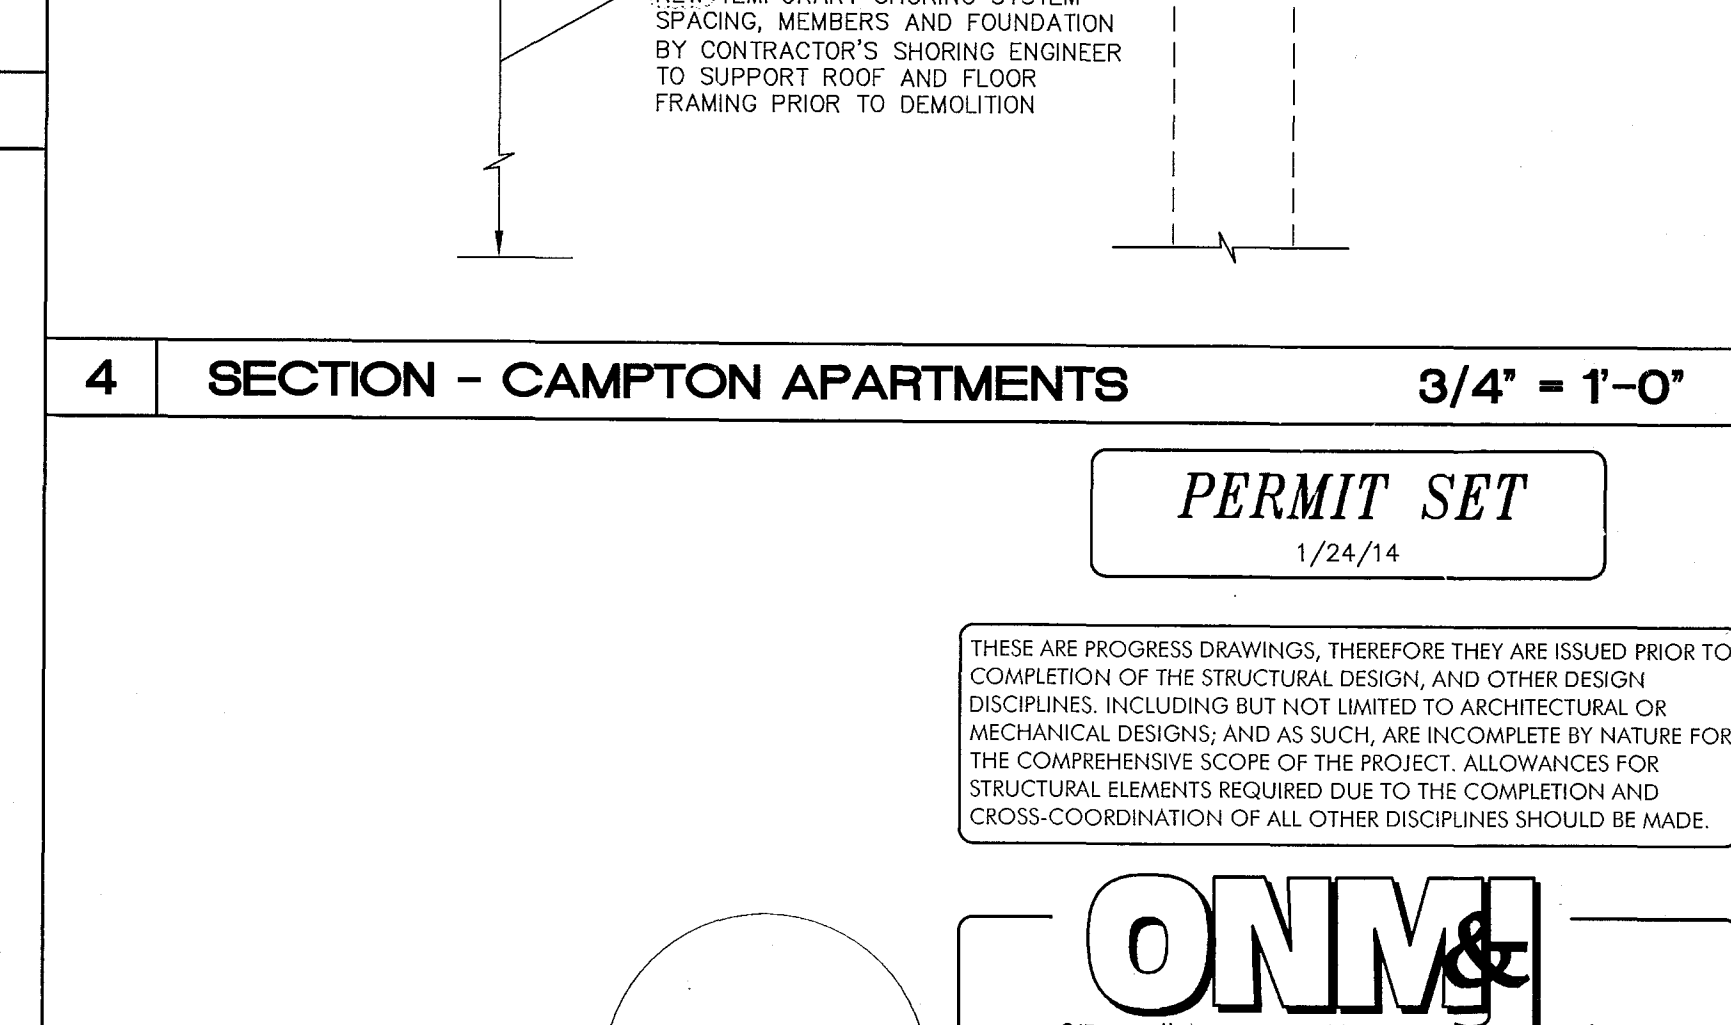 NEW TEMPORARY SHORING SYSTEM
SPACING, MEMBERS AND FOUNDATION
BY CONTRACTOR'S SHORING ENGINEER
TO SUPPORT ROOF AND FLOOR
FRAMING PRIOR TO DEMOLITION
4 SECTION - CAMPTON APARTMENTS 3/4" = 1'-0"
PERMIT SET
1/24/14
THESE ARE PROGRESS DRAWINGS, THEREFORE THEY ARE ISSUED PRIOR TO
COMPLETION OF THE STRUCTURAL DESIGN, AND OTHER DESIGN
DISCIPLINES. INCLUDING BUT NOT LIMITED TO ARCHITECTURAL OR
MECHANICAL DESIGNS; AND AS SUCH, ARE INCOMPLETE BY NATURE FOR
THE COMPREHENSIVE SCOPE OF THE PROJECT. ALLOWANCES FOR
STRUCTURAL ELEMENTS REQUIRED DUE TO THE COMPLETION AND
CROSS-COORDINATION OF ALL OTHER DISCIPLINES SHOULD BE MADE.
ONM&J